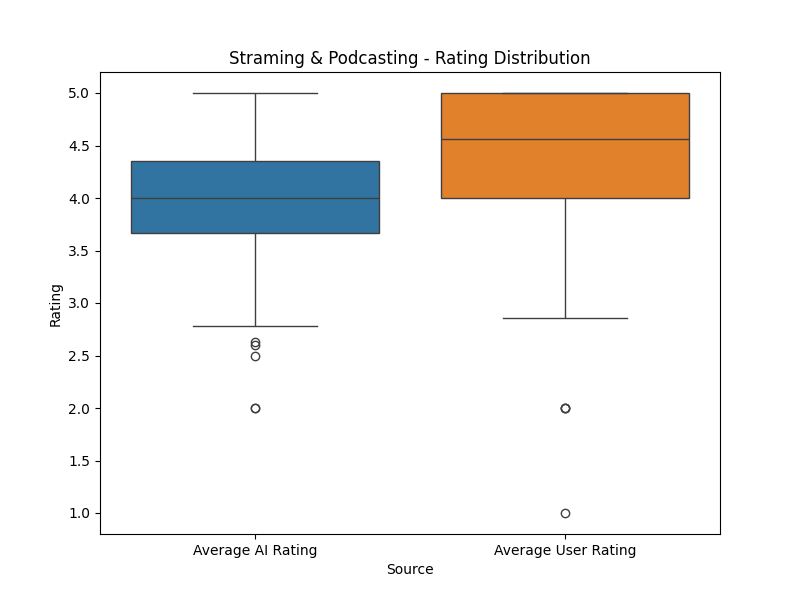 Straming & Podcasting - Rating Distribution
Rating
5.0
4.5
4.0
3.5
3.0
2.5
2.0
1.5
1.0
Average AI Rating
Average User Rating
Source